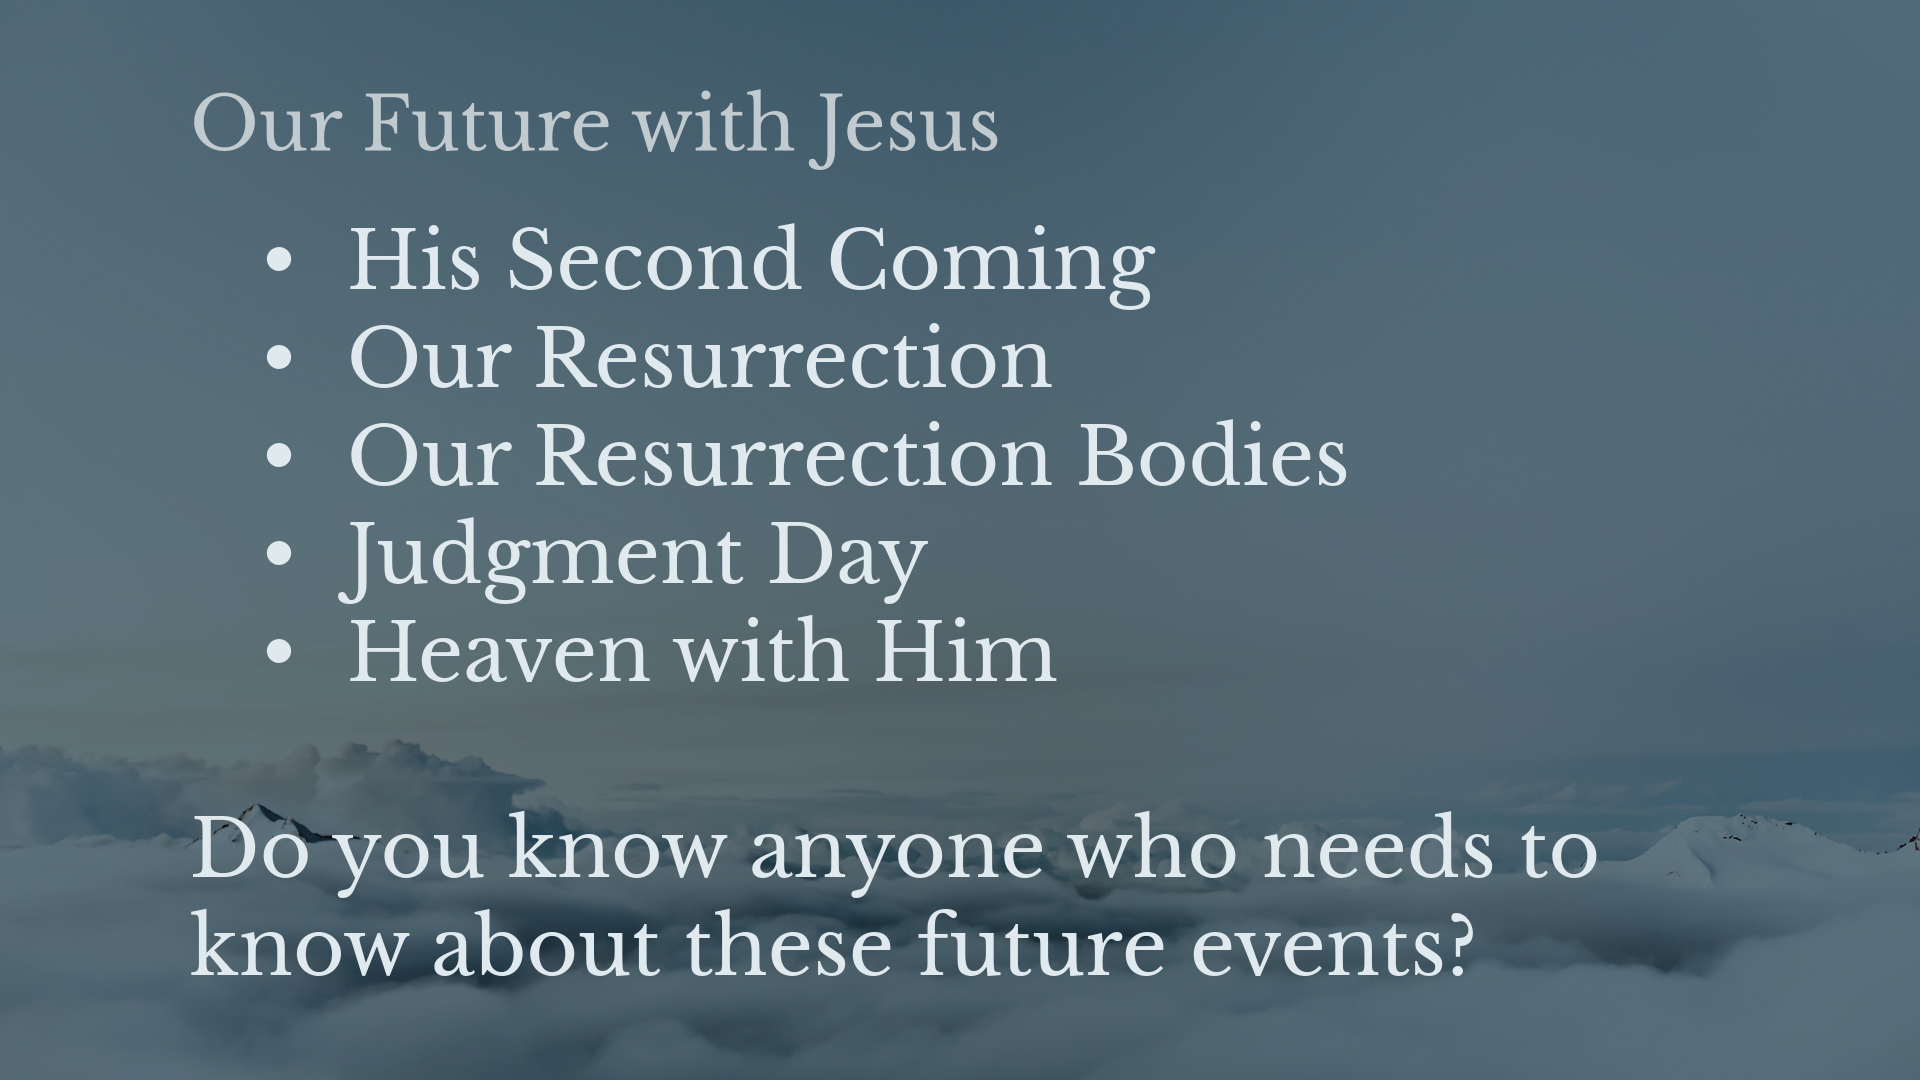 Our Future with Jesus
• His Second Coming
• Our Resurrection
• Our Resurrection Bodies
• Judgment Day
• Heaven with Him
Do you know anyone who needs to
know about these future events?